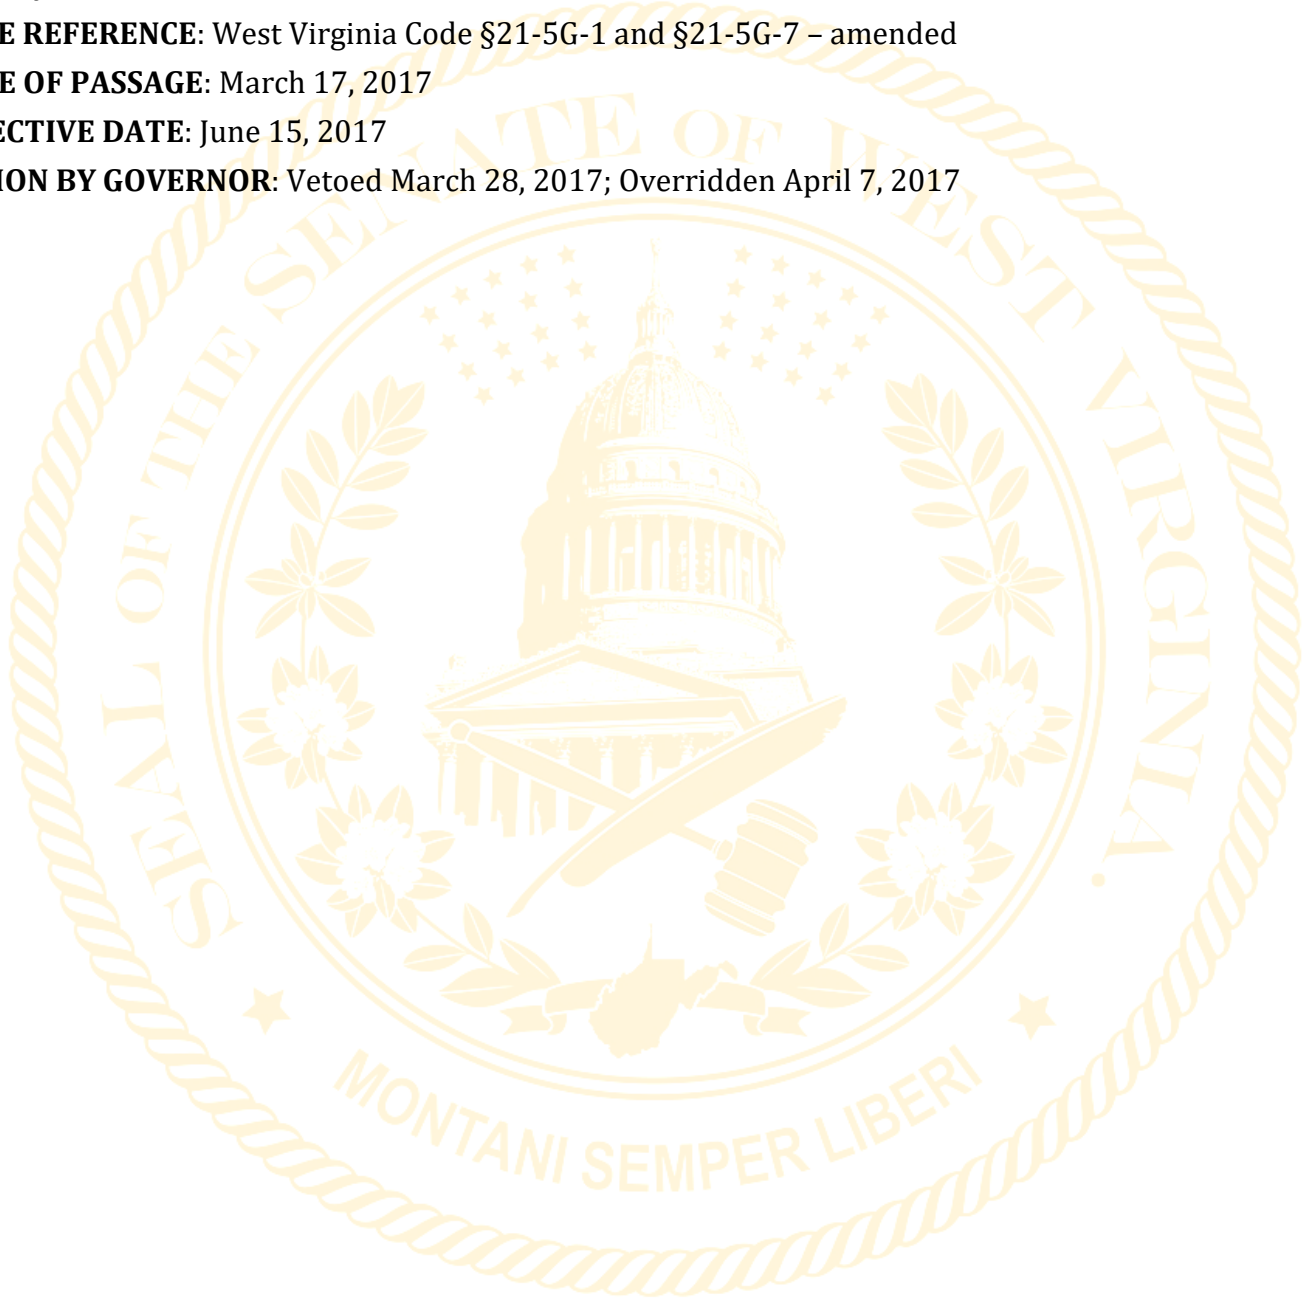 E REFERENCE: West Virginia Code §21-5G-1 and §21-5G-7 – amended
E OF PASSAGE: March 17, 2017
ECTIVE DATE: June 15, 2017
ION BY GOVERNOR: Vetoed March 28, 2017; Overridden April 7, 2017
SEAL OF THE SENATE OF WEST VIRGINIA
MONTANI SEMPER LIBERI